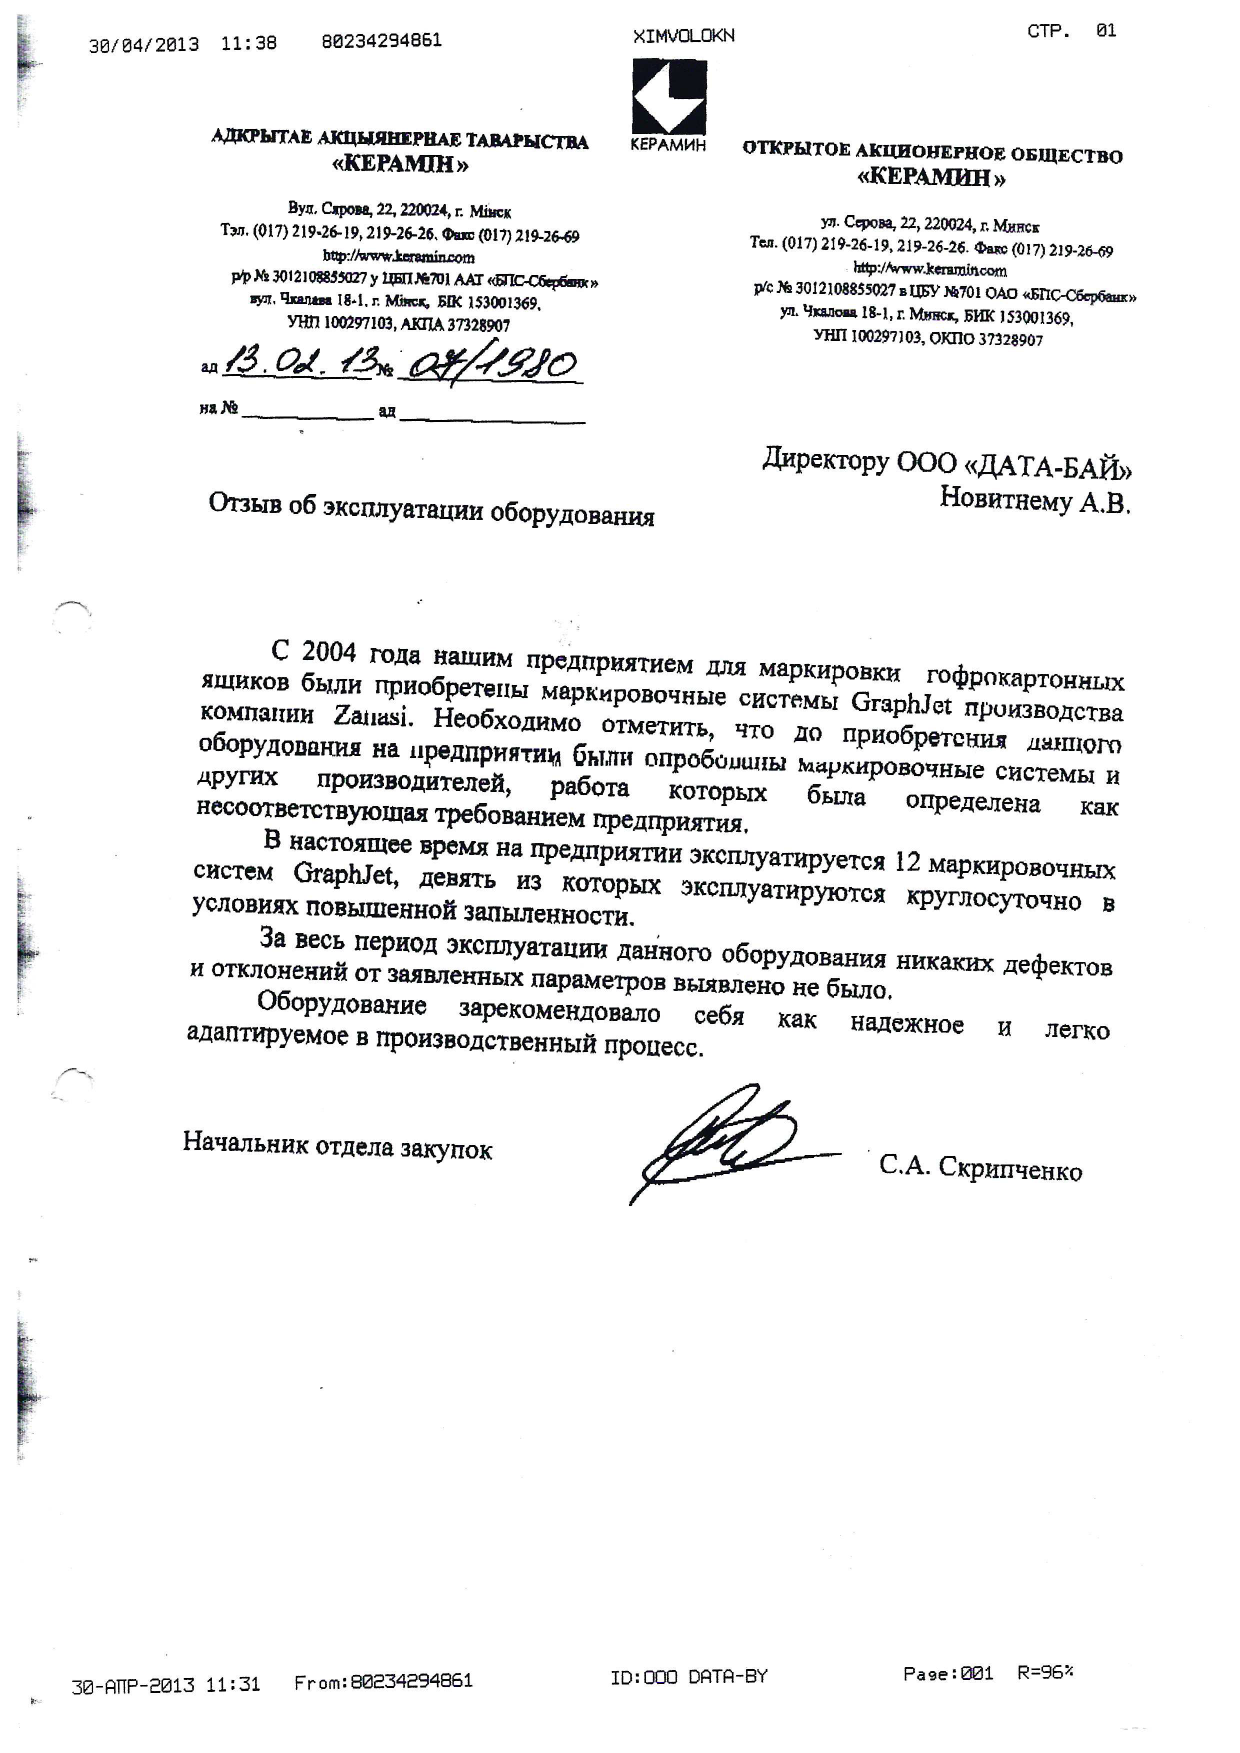 30/04/2013 11:38 80234294861 XIMVOLOKN СТР. 01
КЕРАМИН
АДКРЫТАЕ АКЦЫЯНЕРНАЕ ТАВАРЫСТВА
«КЕРАМІН»
Вул. Сярова, 22, 220024, г. Мінск
Тэл. (017) 219-26-19, 219-26-26. Факс (017) 219-26-69
http://www.keramin.com
р/р № 3012108855027 у ЦБП №701 ААТ «БПС-Сбербанк»
вул. Чкалава 18-1, г. Мінск, БІК 153001369,
УНП 100297103, АКПА 37328907
ад 13.02.13 № 07/1980
на № ____________ ад ____________
ОТКРЫТОЕ АКЦИОНЕРНОЕ ОБЩЕСТВО
«КЕРАМИН»
ул. Серова, 22, 220024, г. Минск
Тел. (017) 219-26-19, 219-26-26. Факс (017) 219-26-69
http://www.keramin.com
р/с № 3012108855027 в ЦБУ №701 ОАО «БПС-Сбербанк»
ул. Чкалова 18-1, г. Минск, БИК 153001369,
УНП 100297103, ОКПО 37328907
Директору ООО «ДАТА-БАЙ»
Новитнему А.В.
Отзыв об эксплуатации оборудования
С 2004 года нашим предприятием для маркировки гофрокартонных
ящиков были приобретены маркировочные системы GraphJet производства
компании Zanasi. Необходимо отметить, что до приобретения данного
оборудования на предприятии были опробованы маркировочные системы и
других производителей, работа которых была определена как
несоответствующая требованием предприятия.
В настоящее время на предприятии эксплуатируется 12 маркировочных
систем GraphJet, девять из которых эксплуатируются круглосуточно в
условиях повышенной запыленности.
За весь период эксплуатации данного оборудования никаких дефектов
и отклонений от заявленных параметров выявлено не было.
Оборудование зарекомендовало себя как надежное и легко
адаптируемое в производственный процесс.
Начальник отдела закупок С.А. Скрипченко
30-АПР-2013 11:31 From:80234294861 ID:OOO DATA-BY Page:001 R=96%